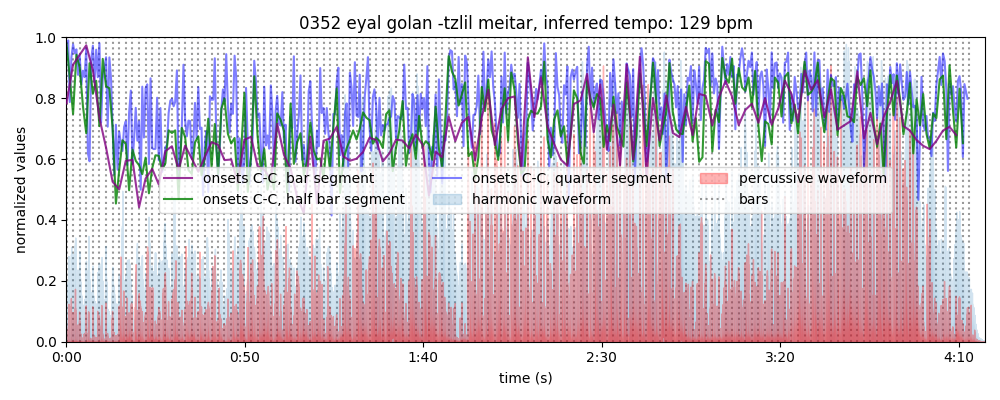 0352 eyal golan -tzlil meitar, inferred tempo: 129 bpm
normalized values
1.0
0.8
0.6
0.4
0.2
0.0
onsets C-C, bar segment
onsets C-C, half bar segment
onsets C-C, quarter segment
harmonic waveform
percussive waveform
bars
0:00
0:50
1:40
2:30
3:20
4:10
time (s)